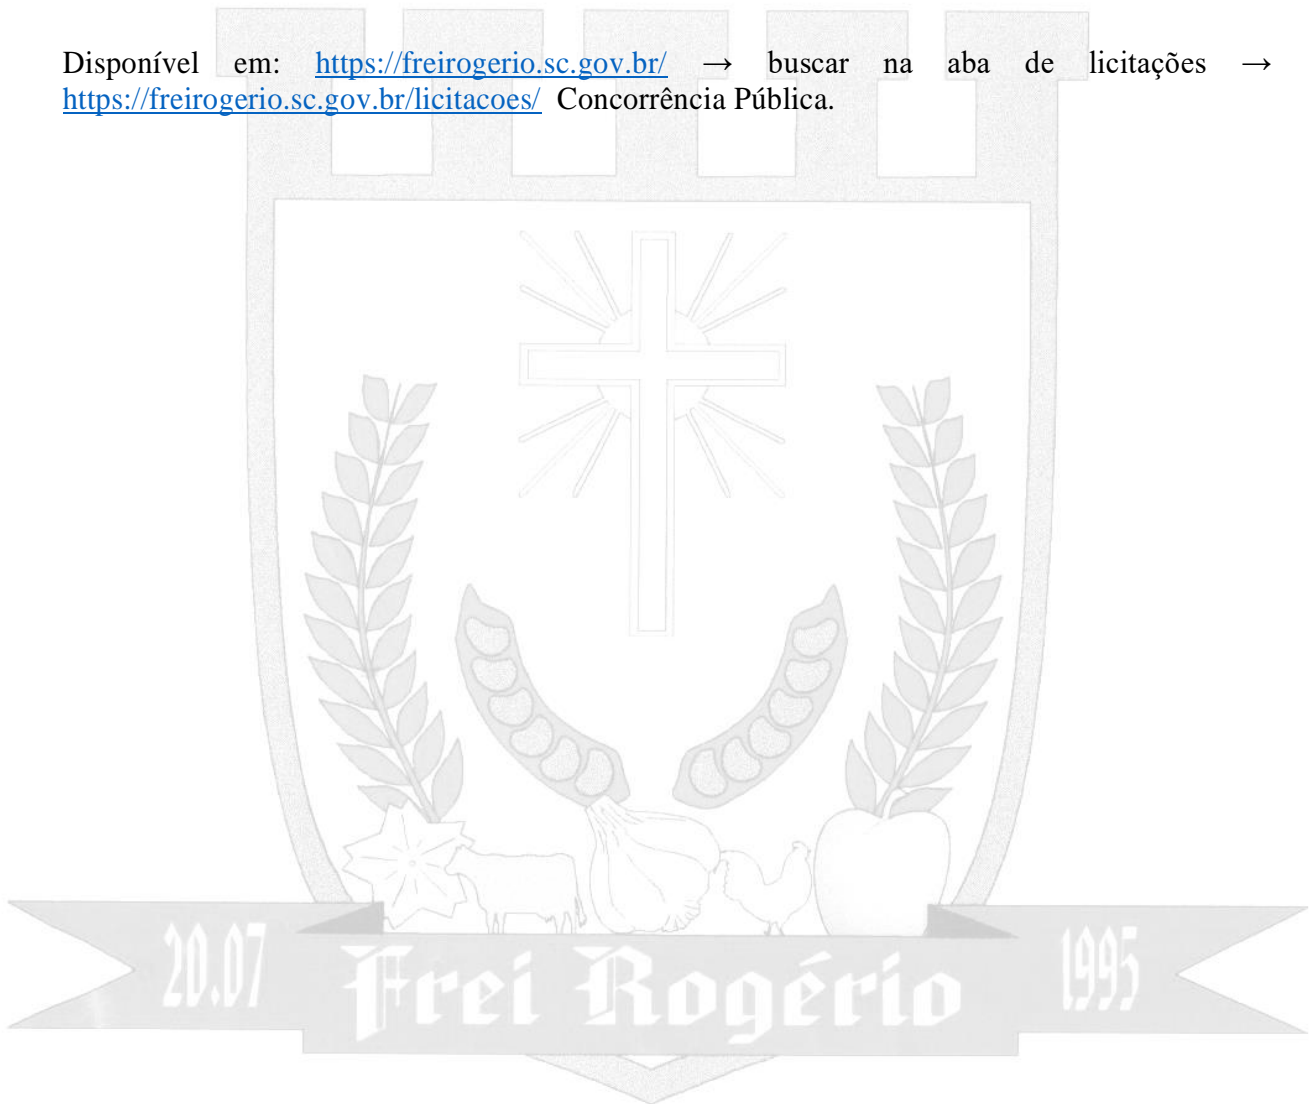 Disponível em: https://freirogerio.sc.gov.br/ → buscar na aba de licitações →
https://freirogerio.sc.gov.br/licitacoes/ Concorrência Pública.
20.07 Frei Rogério 1995